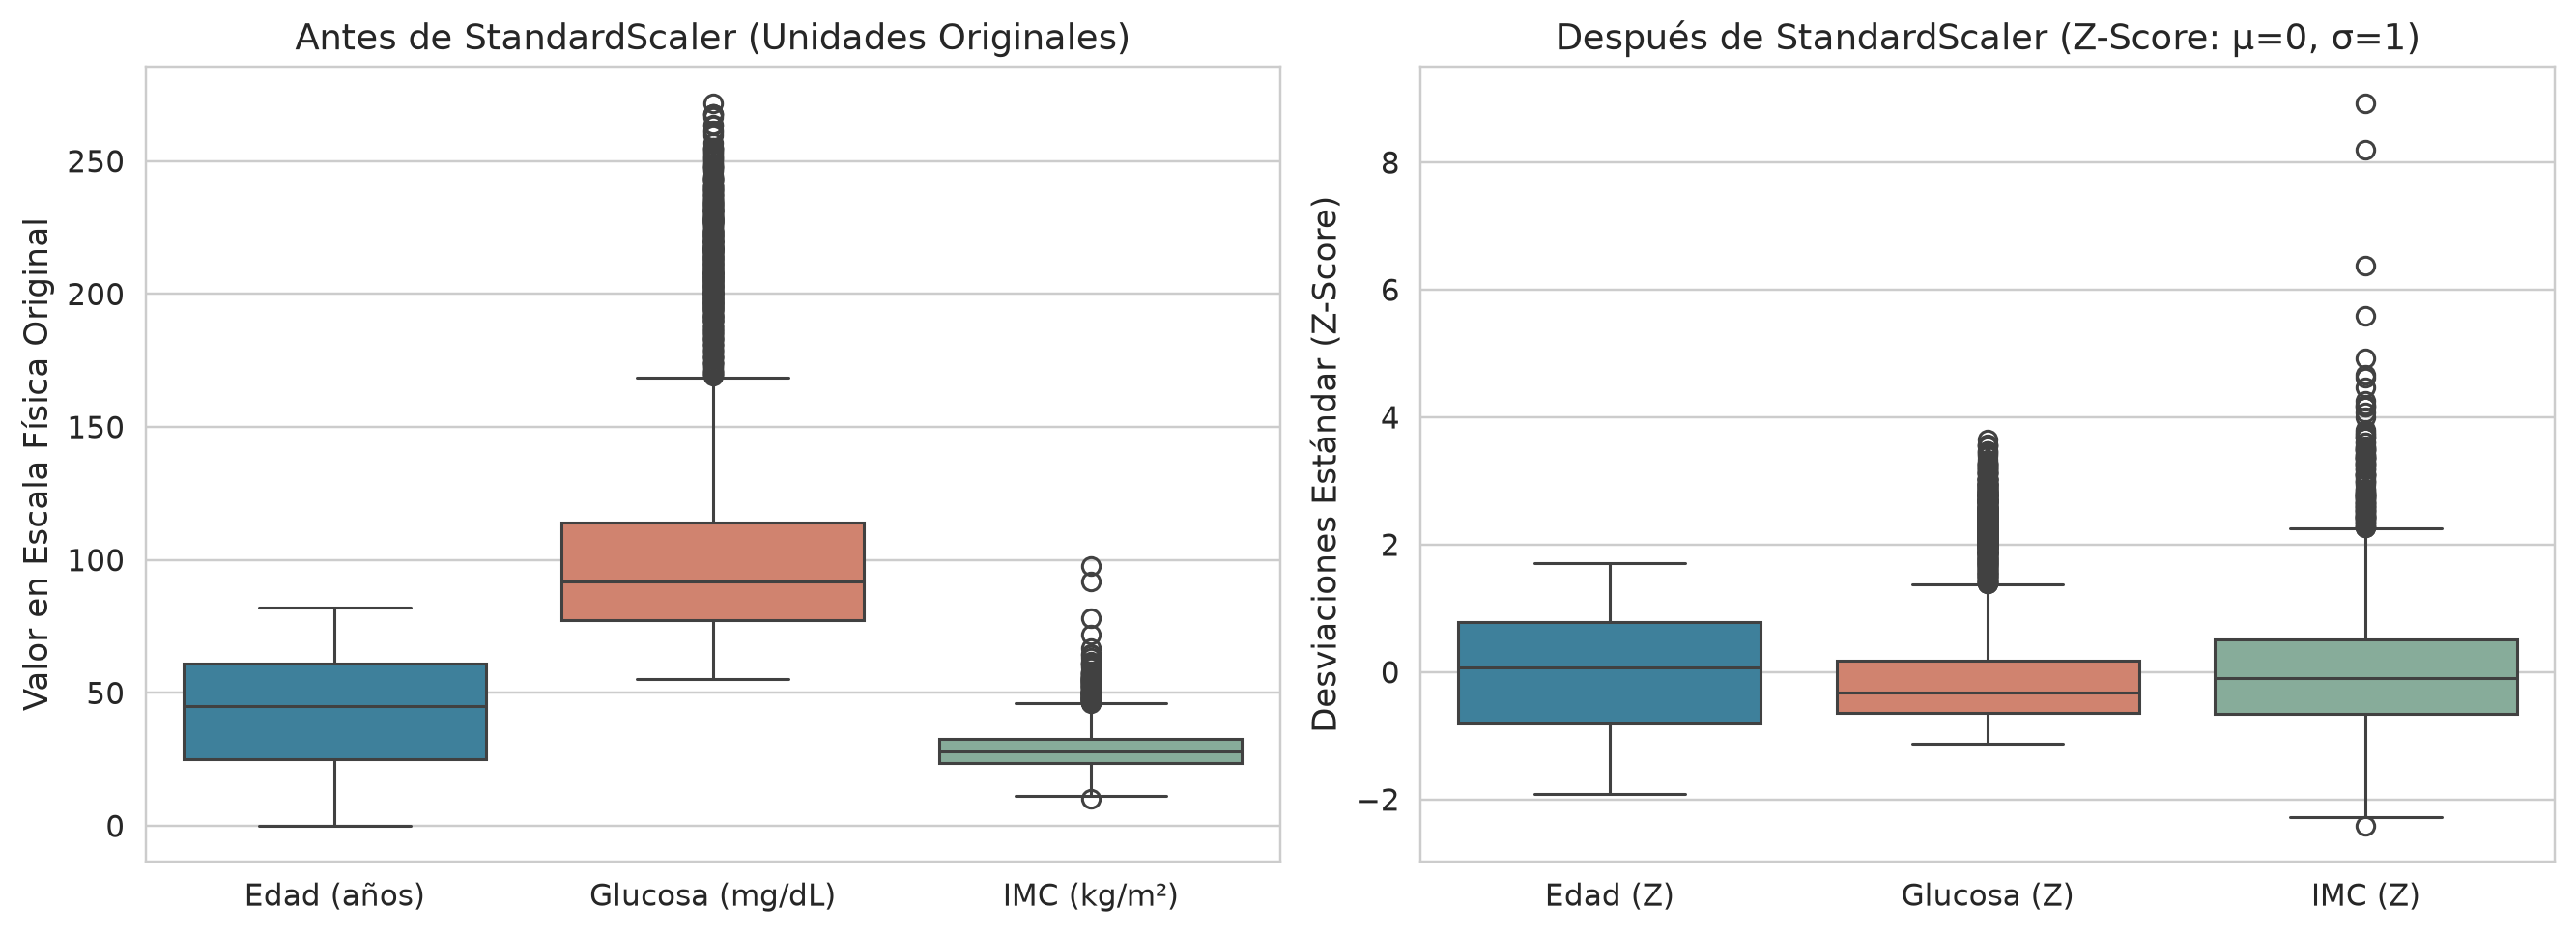 Antes de StandardScaler (Unidades Originales)
Valor en Escala Física Original
250
200
150
100
50
0
Edad (años)
Glucosa (mg/dL)
IMC (kg/m²)
Después de StandardScaler (Z-Score: μ=0, σ=1)
Desviaciones Estándar (Z-Score)
8
6
4
2
0
−2
Edad (Z)
Glucosa (Z)
IMC (Z)